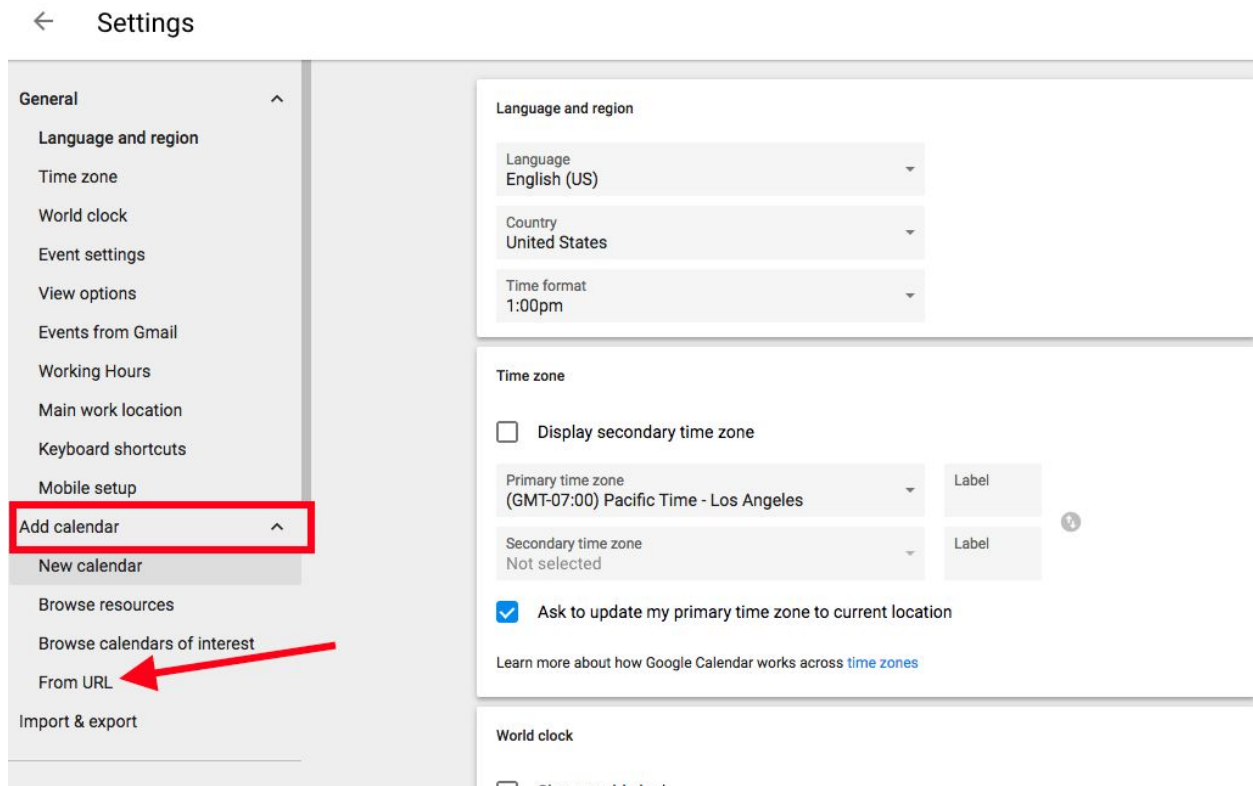 Settings
General
Language and region
Time zone
World clock
Event settings
View options
Events from Gmail
Working Hours
Main work location
Keyboard shortcuts
Mobile setup
Add calendar
New calendar
Browse resources
Browse calendars of interest
From URL
Import & export
Language and region
Language
English (US)
Country
United States
Time format
1:00pm
Time zone
Display secondary time zone
Primary time zone
(GMT-07:00) Pacific Time - Los Angeles
Label
Secondary time zone
Not selected
Label
Ask to update my primary time zone to current location
Learn more about how Google Calendar works across time zones
World clock